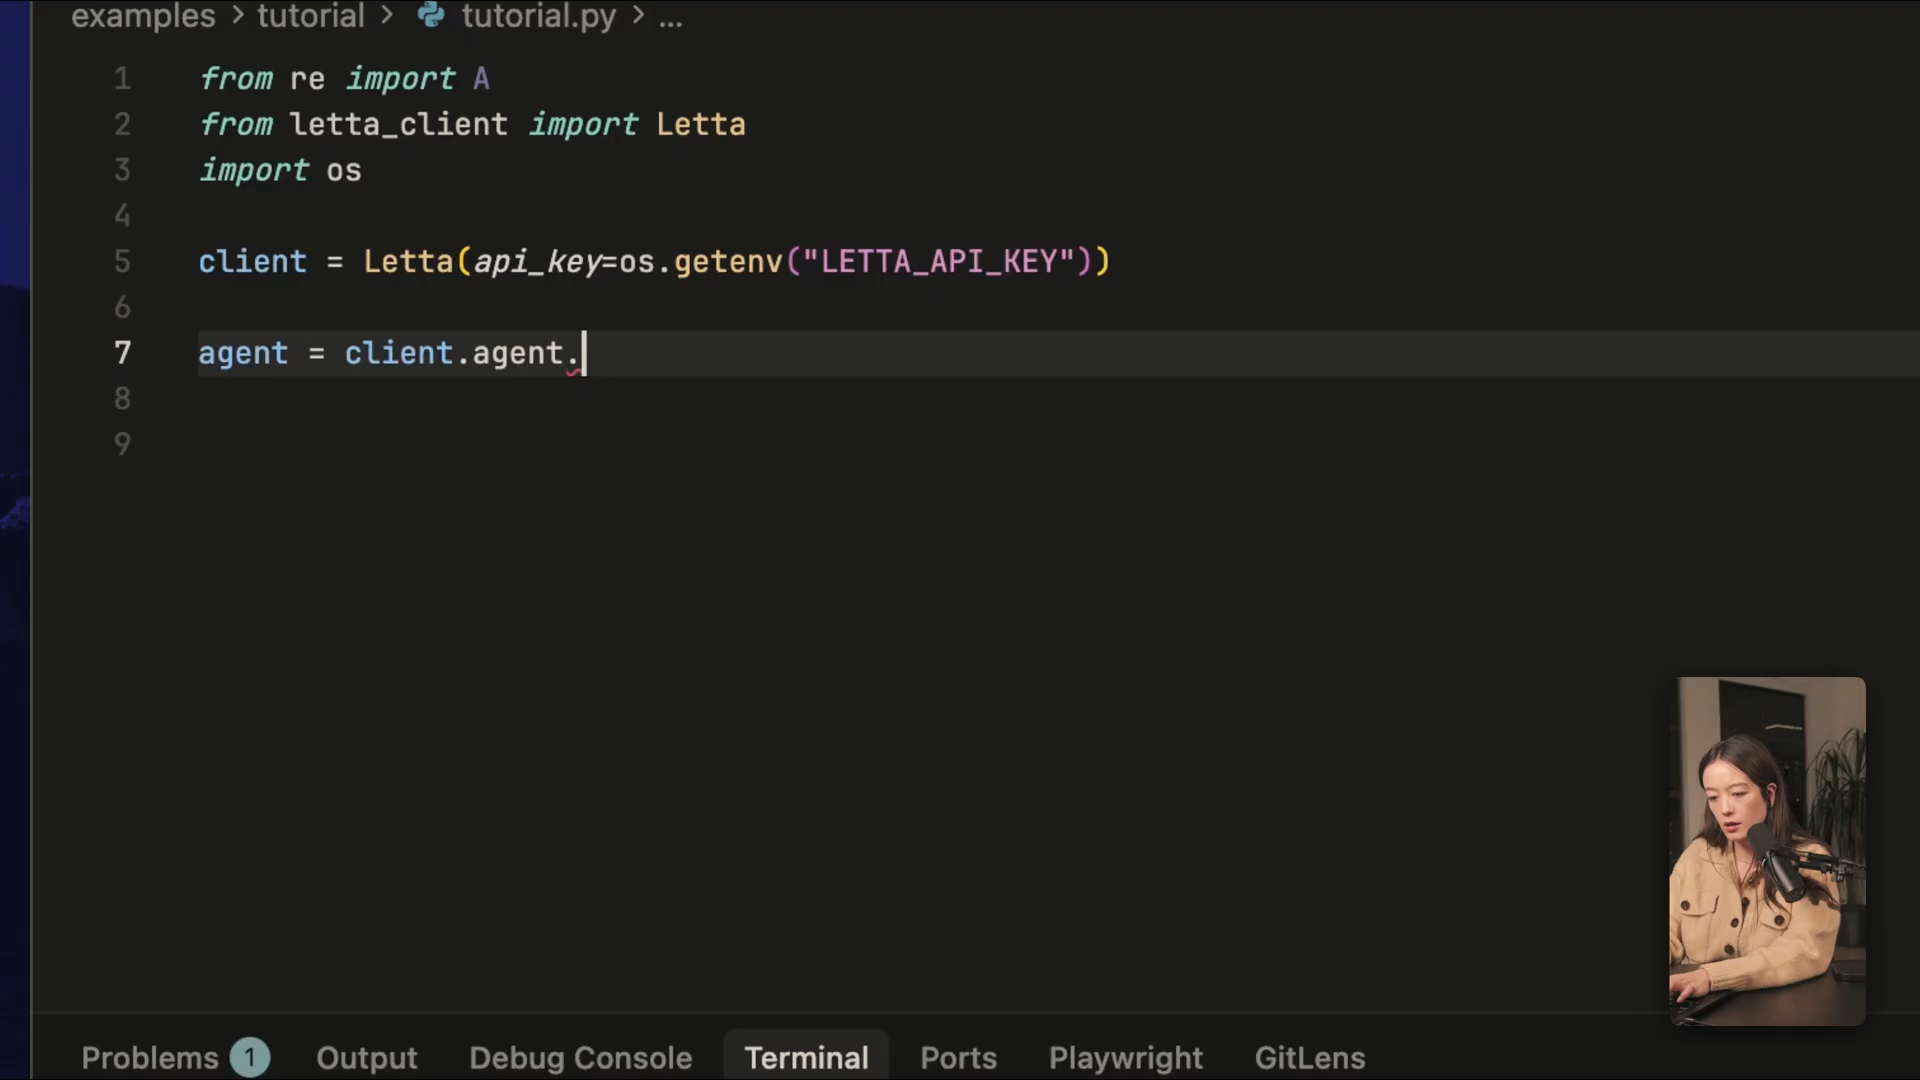 examples > tutorial > tutorial.py > ...
1 from re import A
2 from letta_client import Letta
3 import os
4
5 client = Letta(api_key=os.getenv("LETTA_API_KEY"))
6
7 agent = client.agent.
8
9
Problems 1 Output Debug Console Terminal Ports Playwright GitLens